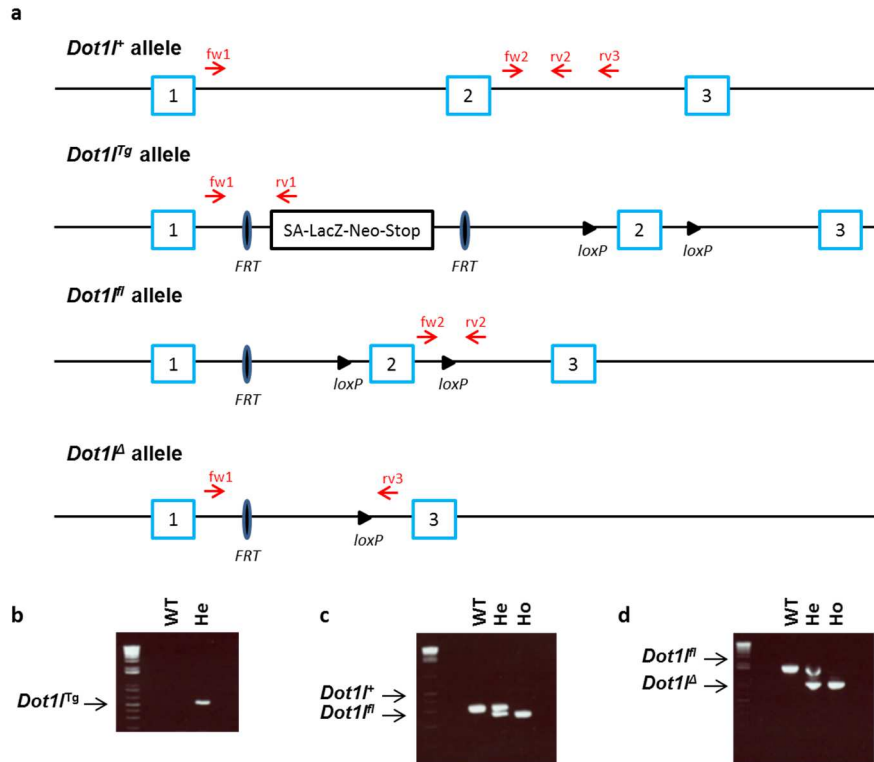 a
Dot1l+ allele
fw1 fw2 rv2 rv3
1 2 3
Dot1lTg allele
fw1 rv1
1 SA-LacZ-Neo-Stop 2 3
FRT FRT loxP loxP
Dot1lfl allele
fw2 rv2
1 2 3
FRT loxP loxP
Dot1lΔ allele
fw1 rv3
1 3
FRT loxP
b WT He
Dot1lTg
c WT He Ho
Dot1l+
Dot1lfl
d WT He Ho
Dot1lfl
Dot1lΔ